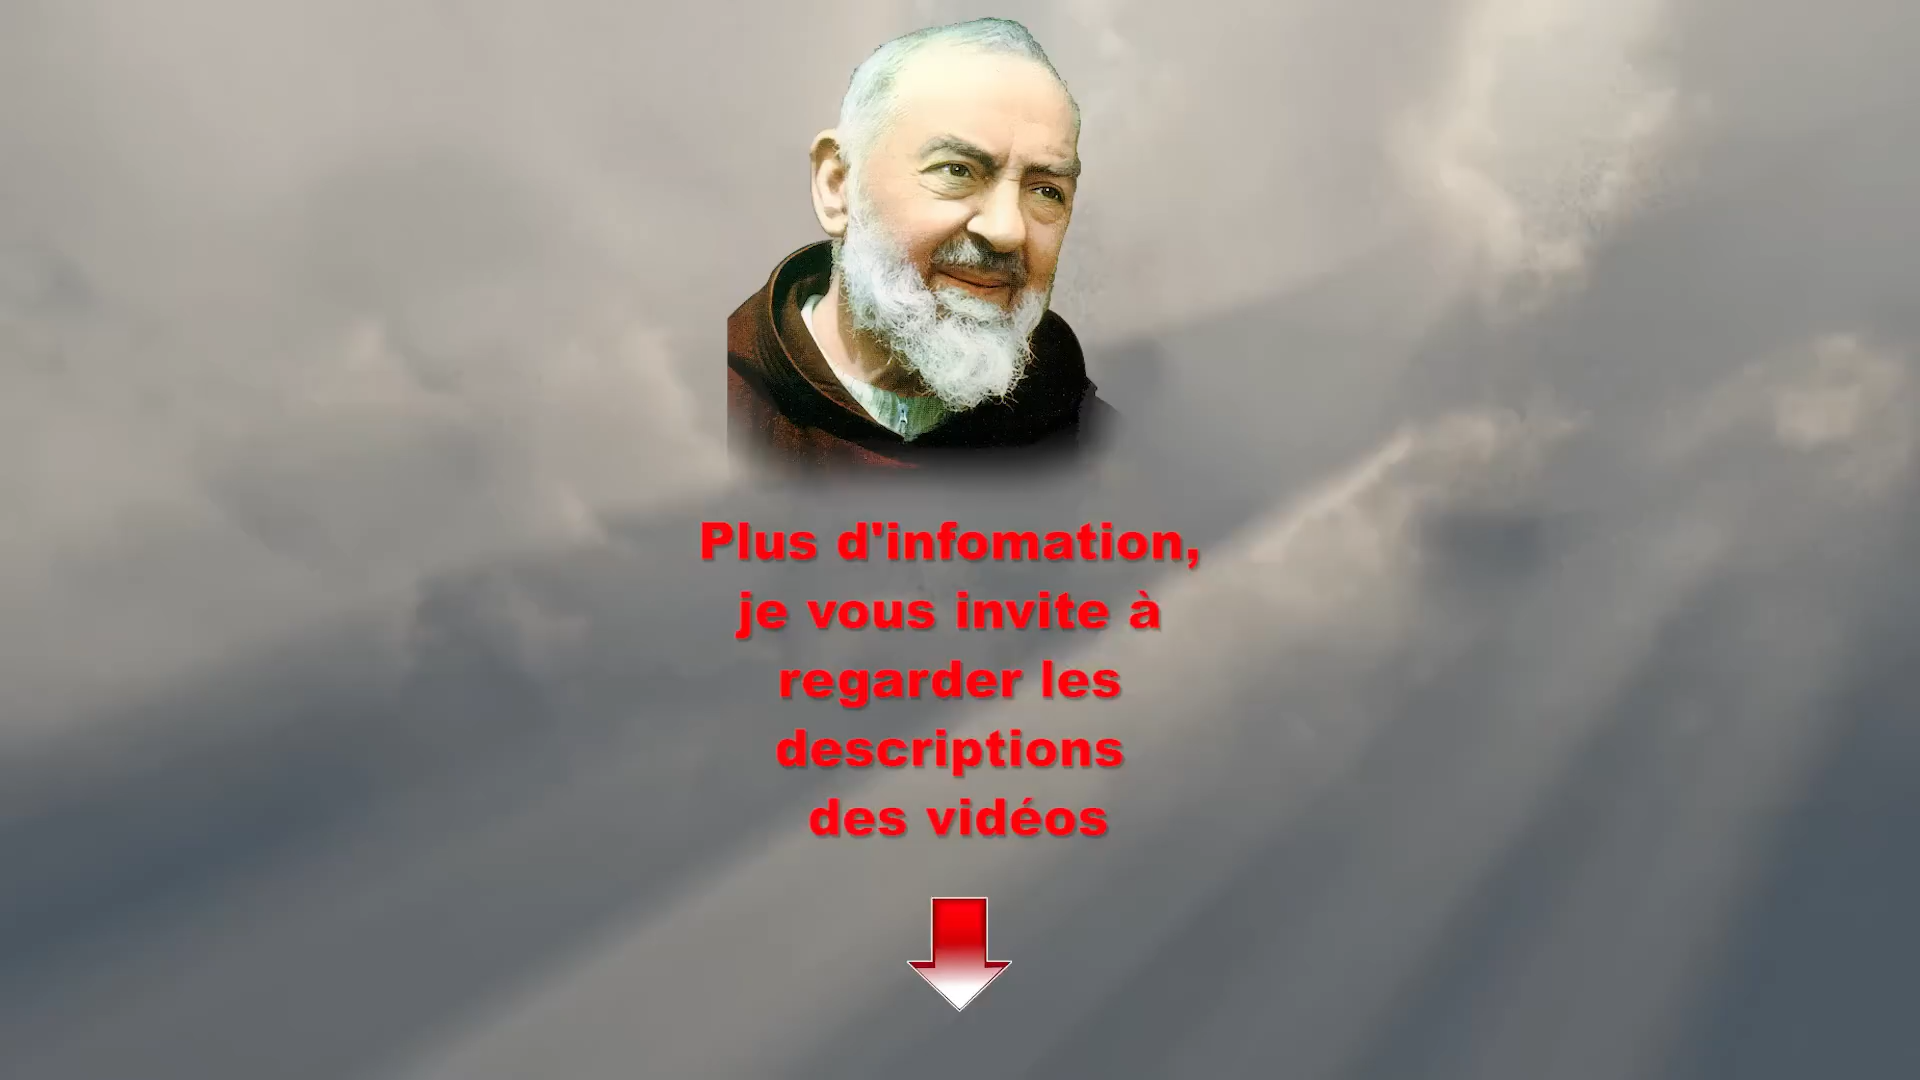 Plus d'infomation,
je vous invite à
regarder les
descriptions
des vidéos